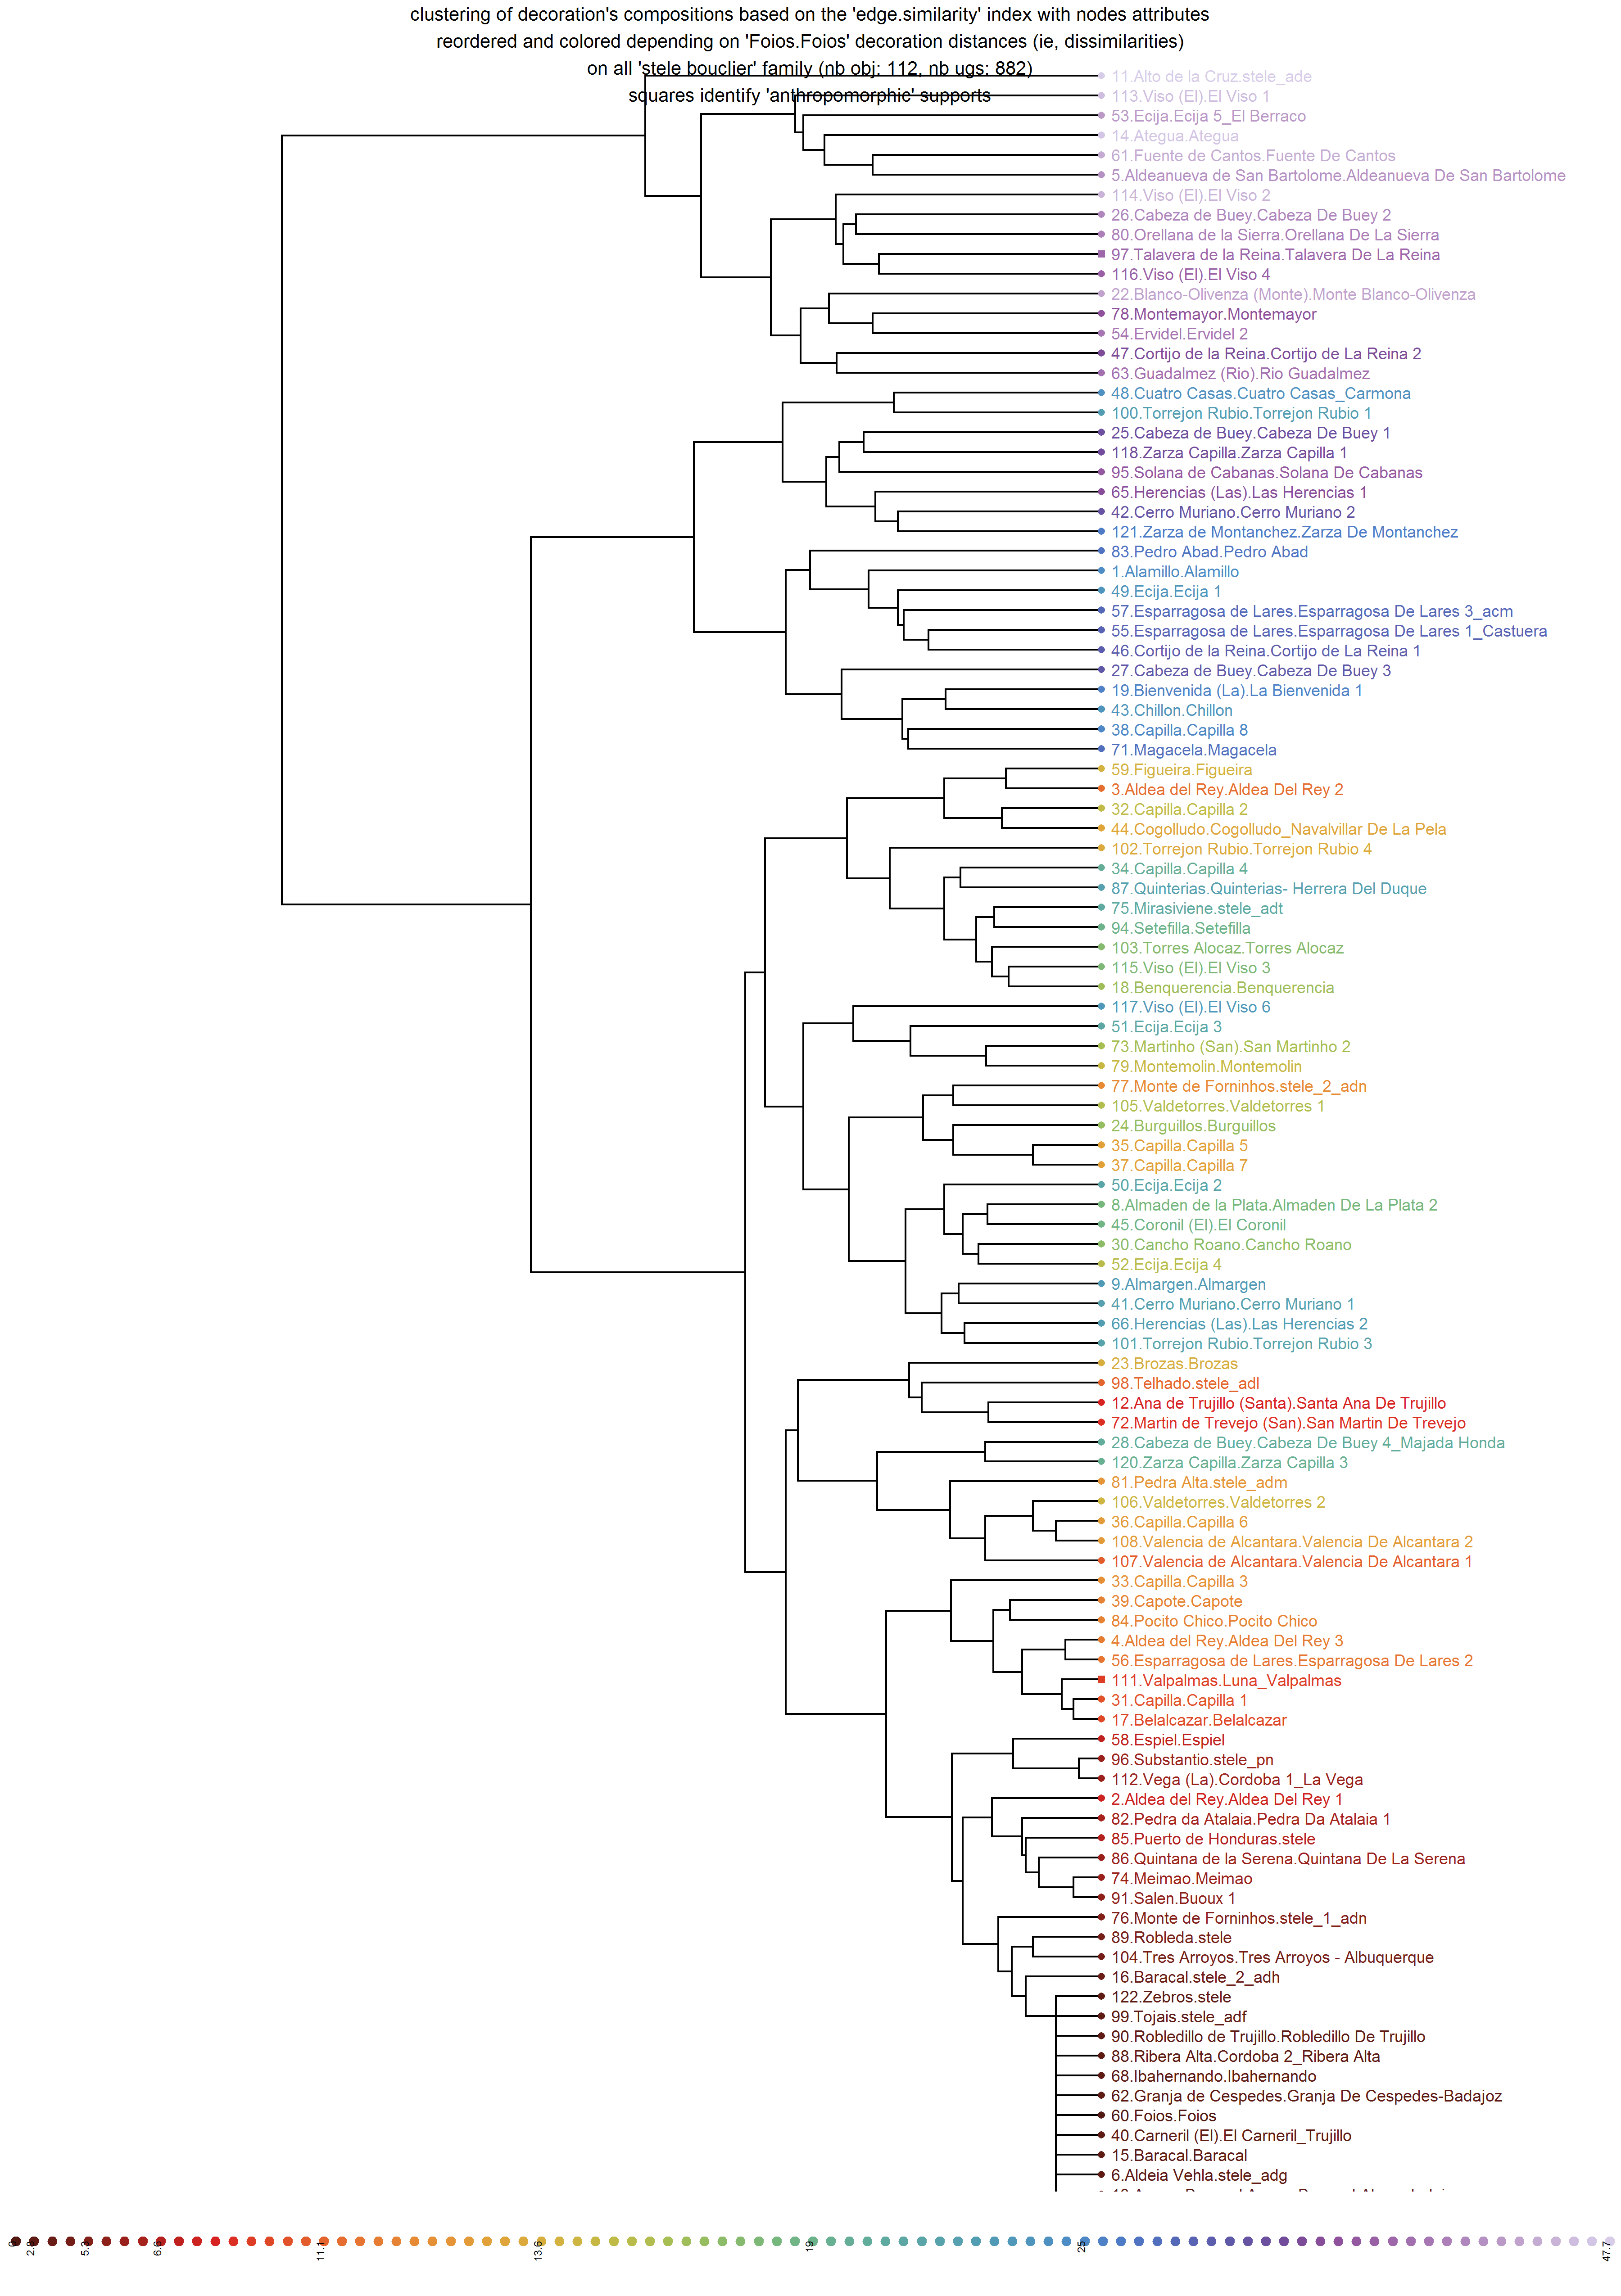 clustering of decoration's compositions based on the 'edge.similarity' index with nodes attributes
reordered and colored depending on 'Foios.Foios' decoration distances (ie, dissimilarities)
on all 'stele bouclier' family (nb obj: 112, nb ugs: 882)
squares identify 'anthropomorphic' supports
11.Alto de la Cruz.stele_ade
113.Viso (El).El Viso 1
53.Ecija.Ecija 5_El Berraco
14.Ategua.Ategua
61.Fuente de Cantos.Fuente De Cantos
5.Aldeanueva de San Bartolome.Aldeanueva De San Bartolome
114.Viso (El).El Viso 2
26.Cabeza de Buey.Cabeza De Buey 2
80.Orellana de la Sierra.Orellana De La Sierra
97.Talavera de la Reina.Talavera De La Reina
116.Viso (El).El Viso 4
22.Blanco-Olivenza (Monte).Monte Blanco-Olivenza
78.Montemayor.Montemayor
54.Ervidel.Ervidel 2
47.Cortijo de la Reina.Cortijo de La Reina 2
63.Guadalmez (Rio).Rio Guadalmez
48.Cuatro Casas.Cuatro Casas_Carmona
100.Torrejon Rubio.Torrejon Rubio 1
25.Cabeza de Buey.Cabeza De Buey 1
118.Zarza Capilla.Zarza Capilla 1
95.Solana de Cabanas.Solana De Cabanas
65.Herencias (Las).Las Herencias 1
42.Cerro Muriano.Cerro Muriano 2
121.Zarza de Montanchez.Zarza De Montanchez
83.Pedro Abad.Pedro Abad
1.Alamillo.Alamillo
49.Ecija.Ecija 1
57.Esparragosa de Lares.Esparragosa De Lares 3_acm
55.Esparragosa de Lares.Esparragosa De Lares 1_Castuera
46.Cortijo de la Reina.Cortijo de La Reina 1
27.Cabeza de Buey.Cabeza De Buey 3
19.Bienvenida (La).La Bienvenida 1
43.Chillon.Chillon
38.Capilla.Capilla 8
71.Magacela.Magacela
59.Figueira.Figueira
3.Aldea del Rey.Aldea Del Rey 2
32.Capilla.Capilla 2
44.Cogolludo.Cogolludo_Navalvillar De La Pela
102.Torrejon Rubio.Torrejon Rubio 4
34.Capilla.Capilla 4
87.Quinterias.Quinterias- Herrera Del Duque
75.Mirasiviene.stele_adt
94.Setefilla.Setefilla
103.Torres Alocaz.Torres Alocaz
115.Viso (El).El Viso 3
18.Benquerencia.Benquerencia
117.Viso (El).El Viso 6
51.Ecija.Ecija 3
73.Martinho (San).San Martinho 2
79.Montemolin.Montemolin
77.Monte de Forninhos.stele_2_adn
105.Valdetorres.Valdetorres 1
24.Burguillos.Burguillos
35.Capilla.Capilla 5
37.Capilla.Capilla 7
50.Ecija.Ecija 2
8.Almaden de la Plata.Almaden De La Plata 2
45.Coronil (El).El Coronil
30.Cancho Roano.Cancho Roano
52.Ecija.Ecija 4
9.Almargen.Almargen
41.Cerro Muriano.Cerro Muriano 1
66.Herencias (Las).Las Herencias 2
101.Torrejon Rubio.Torrejon Rubio 3
23.Brozas.Brozas
98.Telhado.stele_adl
12.Ana de Trujillo (Santa).Santa Ana De Trujillo
72.Martin de Trevejo (San).San Martin De Trevejo
28.Cabeza de Buey.Cabeza De Buey 4_Majada Honda
120.Zarza Capilla.Zarza Capilla 3
81.Pedra Alta.stele_adm
106.Valdetorres.Valdetorres 2
36.Capilla.Capilla 6
108.Valencia de Alcantara.Valencia De Alcantara 2
107.Valencia de Alcantara.Valencia De Alcantara 1
33.Capilla.Capilla 3
39.Capote.Capote
84.Pocito Chico.Pocito Chico
4.Aldea del Rey.Aldea Del Rey 3
56.Esparragosa de Lares.Esparragosa De Lares 2
111.Valpalmas.Luna_Valpalmas
31.Capilla.Capilla 1
17.Belalcazar.Belalcazar
58.Espiel.Espiel
96.Substantio.stele_pn
112.Vega (La).Cordoba 1_La Vega
2.Aldea del Rey.Aldea Del Rey 1
82.Pedra da Atalaia.Pedra Da Atalaia 1
85.Puerto de Honduras.stele
86.Quintana de la Serena.Quintana De La Serena
74.Meimao.Meimao
91.Salen.Buoux 1
76.Monte de Forninhos.stele_1_adn
89.Robleda.stele
104.Tres Arroyos.Tres Arroyos - Albuquerque
16.Baracal.stele_2_adh
122.Zebros.stele
99.Tojais.stele_adf
90.Robledillo de Trujillo.Robledillo De Trujillo
88.Ribera Alta.Cordoba 2_Ribera Alta
68.Ibahernando.Ibahernando
62.Granja de Cespedes.Granja De Cespedes-Badajoz
60.Foios.Foios
40.Carneril (El).El Carneril_Trujillo
15.Baracal.Baracal
6.Aldeia Vehla.stele_adg
0
11.1
13.6
19
25
47.7